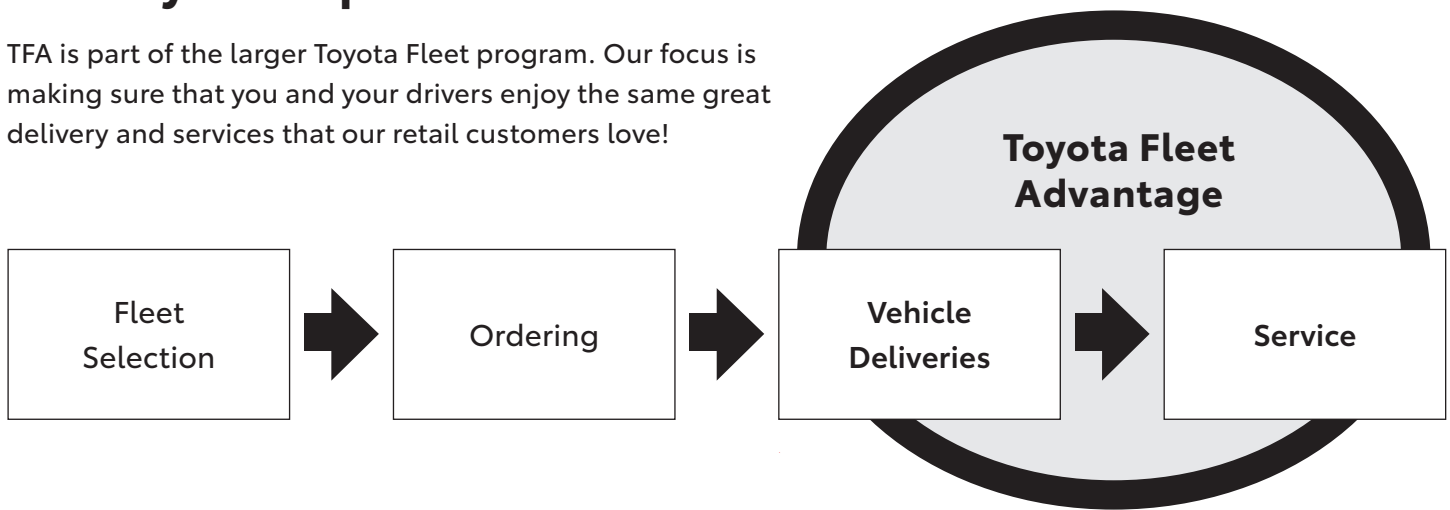 TFA is part of the larger Toyota Fleet program. Our focus is
making sure that you and your drivers enjoy the same great
delivery and services that our retail customers love!
Toyota Fleet
Advantage
Fleet
Selection
Ordering
Vehicle
Deliveries
Service